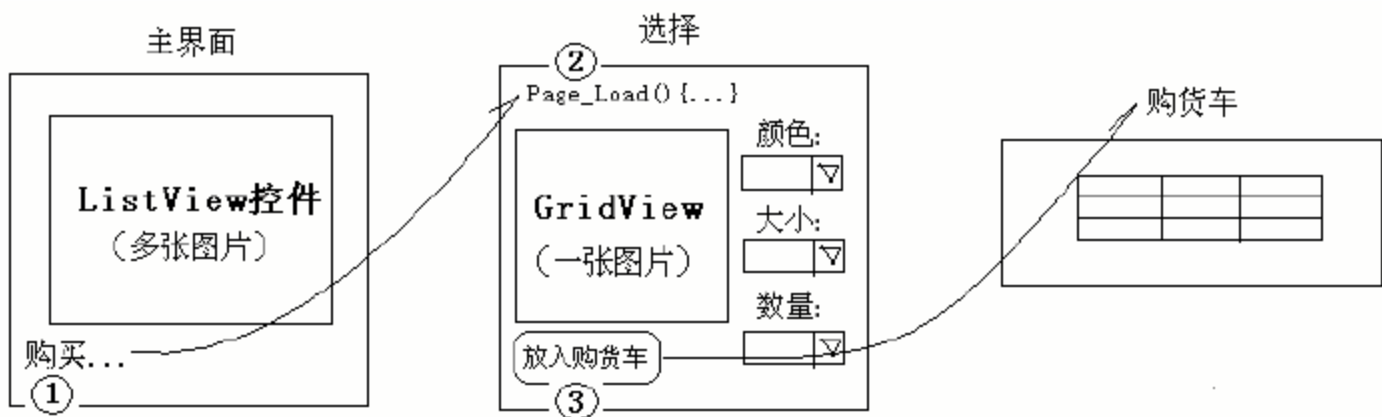 主界面
ListView控件
(多张图片)
购买...
①
选择
②
Page_Load(){...}
GridView
(一张图片)
颜色:
大小:
数量:
放入购货车
③
购货车